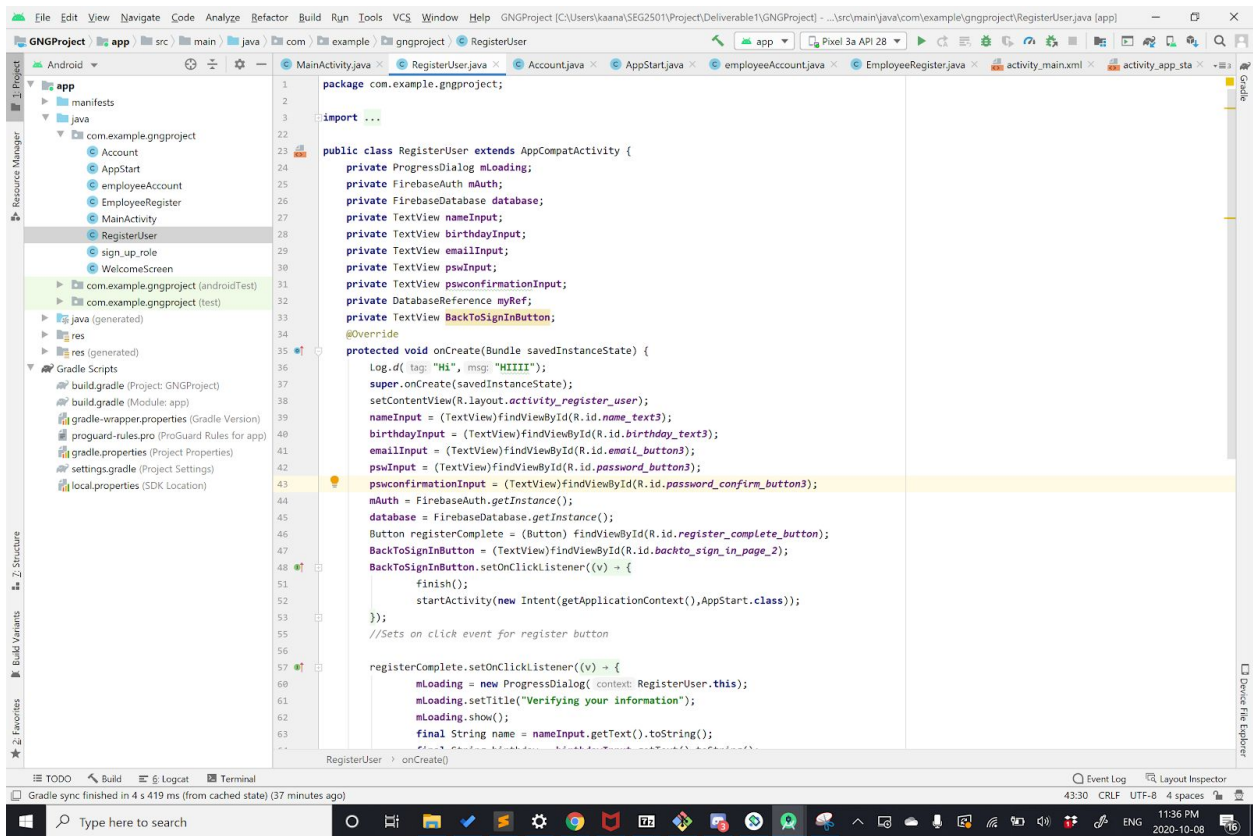 File Edit View Navigate Code Analyze Refactor Build Run Tools VCS Window Help GNGProject [C:\Users\kaana\SEG2501\Project\Deliverable1\GNGProject] - ...\src\main\java\com\example\gngproject\RegisterUser.java [app]
GNGProject app src main java com example gngproject RegisterUser app Pixel 3a API 28
Android
MainActivity.java RegisterUser.java Account.java AppStart.java employeeAccount.java EmployeeRegister.java activity_main.xml activity_app_sta
1: Project
Resource Manager
Z: Structure
Build Variants
2: Favorites
app
manifests
java
com.example.gngproject
Account
AppStart
employeeAccount
EmployeeRegister
MainActivity
RegisterUser
sign_up_role
WelcomeScreen
com.example.gngproject (androidTest)
com.example.gngproject (test)
java (generated)
res
res (generated)
Gradle Scripts
build.gradle (Project: GNGProject)
build.gradle (Module: app)
gradle-wrapper.properties (Gradle Version)
proguard-rules.pro (ProGuard Rules for app)
gradle.properties (Project Properties)
settings.gradle (Project Settings)
local.properties (SDK Location)
1 package com.example.gngproject;
2
3 import ...
22
23 public class RegisterUser extends AppCompatActivity {
24 private ProgressDialog mLoading;
25 private FirebaseAuth mAuth;
26 private FirebaseDatabase database;
27 private TextView nameInput;
28 private TextView birthdayInput;
29 private TextView emailInput;
30 private TextView pswInput;
31 private TextView pswconfirmationInput;
32 private DatabaseReference myRef;
33 private TextView BackToSignInButton;
34 @Override
35 protected void onCreate(Bundle savedInstanceState) {
36 Log.d( tag: "Hi", msg: "HIIII");
37 super.onCreate(savedInstanceState);
38 setContentView(R.layout.activity_register_user);
39 nameInput = (TextView)findViewById(R.id.name_text3);
40 birthdayInput = (TextView)findViewById(R.id.birthday_text3);
41 emailInput = (TextView)findViewById(R.id.email_button3);
42 pswInput = (TextView)findViewById(R.id.password_button3);
43 pswconfirmationInput = (TextView)findViewById(R.id.password_confirm_button3);
44 mAuth = FirebaseAuth.getInstance();
45 database = FirebaseDatabase.getInstance();
46 Button registerComplete = (Button) findViewById(R.id.register_complete_button);
47 BackToSignInButton = (TextView)findViewById(R.id.backto_sign_in_page_2);
48 BackToSignInButton.setOnClickListener((v) → {
51 finish();
52 startActivity(new Intent(getApplicationContext(),AppStart.class));
53 });
55 //Sets on click event for register button
56
57 registerComplete.setOnClickListener((v) → {
60 mLoading = new ProgressDialog( context: RegisterUser.this);
61 mLoading.setTitle("Verifying your information");
62 mLoading.show();
63 final String name = nameInput.getText().toString();
RegisterUser › onCreate()
Gradle
Device File Explorer
TODO Build 6: Logcat Terminal Event Log Layout Inspector
Gradle sync finished in 4 s 419 ms (from cached state) (37 minutes ago) 43:30 CRLF UTF-8 4 spaces
Type here to search ENG 11:36 PM
2020-10-08